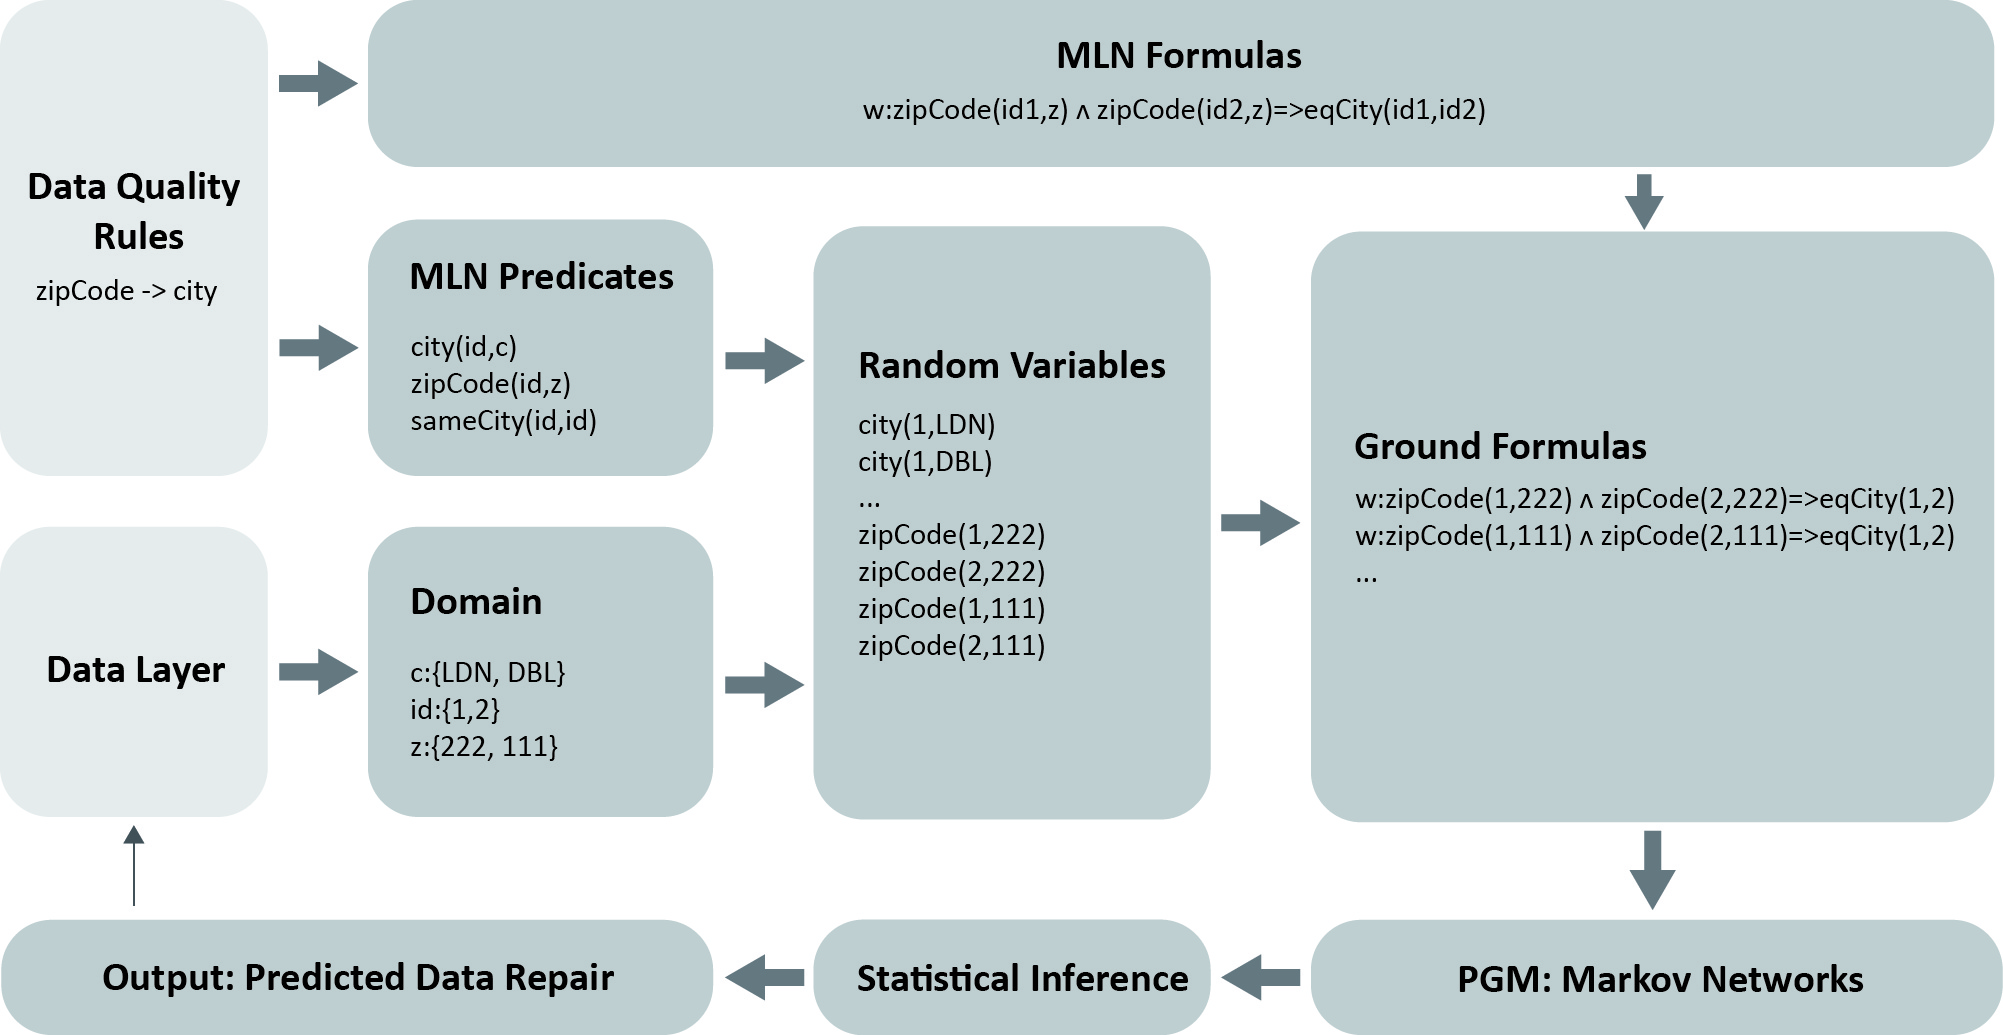 Data Quality
Rules
zipCode -> city
MLN Formulas
w:zipCode(id1,z) ∧ zipCode(id2,z)=>eqCity(id1,id2)
MLN Predicates
city(id,c)
zipCode(id,z)
sameCity(id,id)
Random Variables
city(1,LDN)
city(1,DBL)
...
zipCode(1,222)
zipCode(2,222)
zipCode(1,111)
zipCode(2,111)
Ground Formulas
w:zipCode(1,222) ∧ zipCode(2,222)=>eqCity(1,2)
w:zipCode(1,111) ∧ zipCode(2,111)=>eqCity(1,2)
...
Data Layer
Domain
c:{LDN, DBL}
id:{1,2}
z:{222, 111}
Output: Predicted Data Repair
Statistical Inference
PGM: Markov Networks